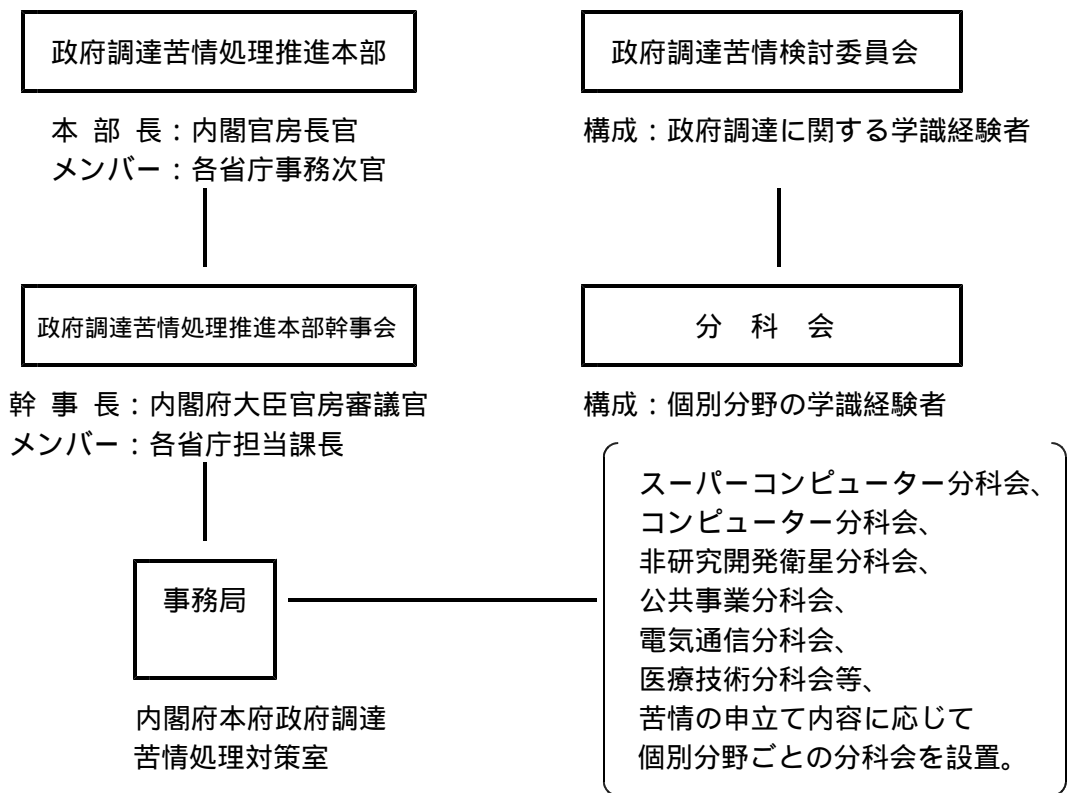 政府調達苦情処理推進本部
本 部 長：内閣官房長官
メンバー：各省庁事務次官
政府調達苦情処理推進本部幹事会
幹 事 長：内閣府大臣官房審議官
メンバー：各省庁担当課長
事務局
内閣府本府政府調達
苦情処理対策室
政府調達苦情検討委員会
構成：政府調達に関する学識経験者
分 科 会
構成：個別分野の学識経験者
スーパーコンピューター分科会、
コンピューター分科会、
非研究開発衛星分科会、
公共事業分科会、
電気通信分科会、
医療技術分科会等、
苦情の申立て内容に応じて
個別分野ごとの分科会を設置。